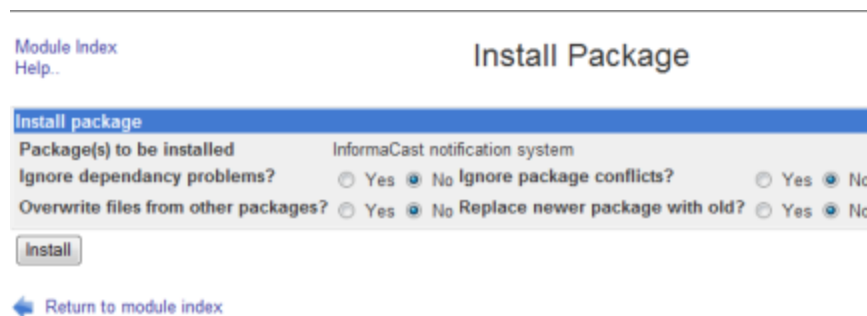 Module Index
Help..
Install Package
Install package
Package(s) to be installed InformaCast notification system
Ignore dependancy problems? Yes No Ignore package conflicts? Yes No
Overwrite files from other packages? Yes No Replace newer package with old? Yes No
Install
Return to module index